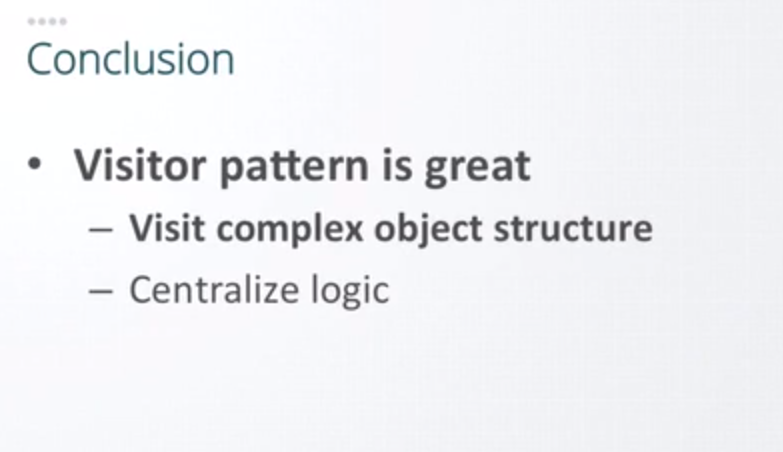 Conclusion
• Visitor pattern is great
– Visit complex object structure
– Centralize logic